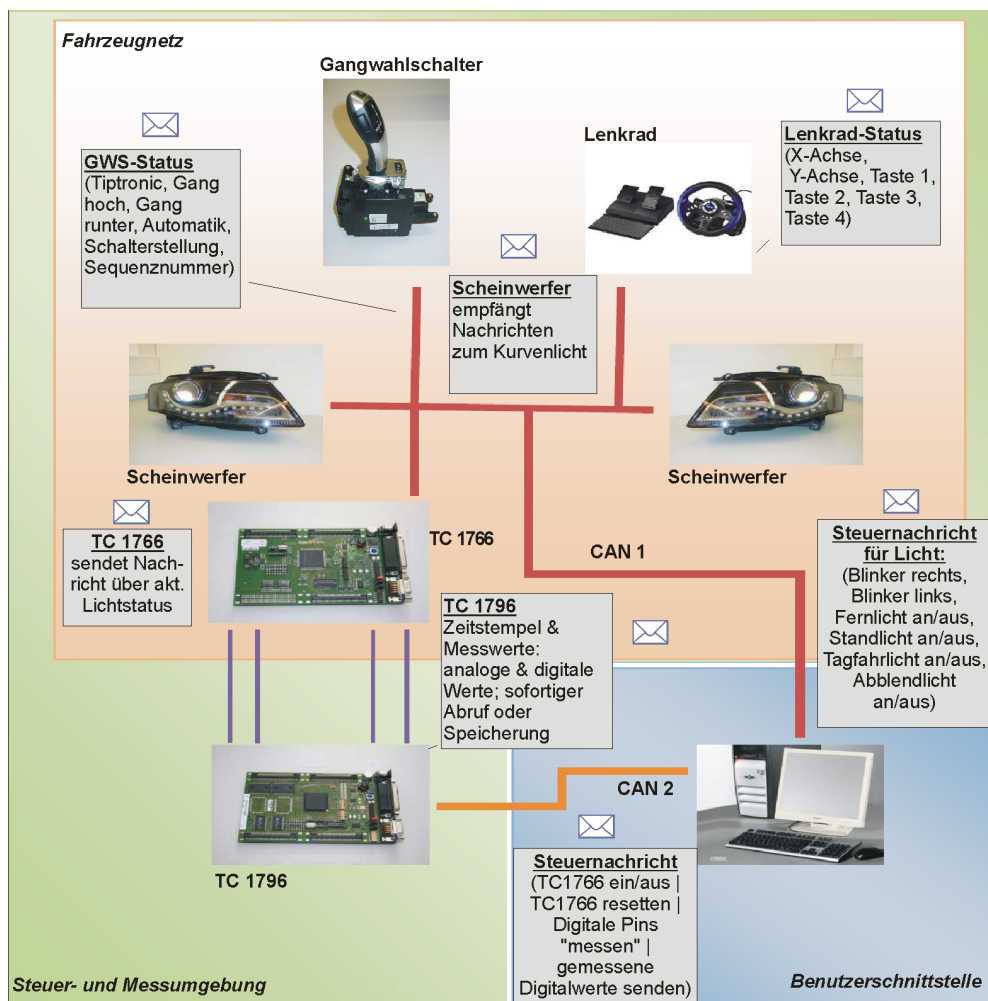 Fahrzeugnetz
Gangwahlschalter
GWS-Status
(Tiptronic, Gang
hoch, Gang
runter, Automatik,
Schalterstellung,
Sequenznummer)
Lenkrad
Lenkrad-Status
(X-Achse,
Y-Achse, Taste 1,
Taste 2, Taste 3,
Taste 4)
Scheinwerfer
empfängt
Nachrichten
zum Kurvenlicht
Scheinwerfer
Scheinwerfer
TC 1766
sendet Nach-
richt über akt.
Lichtstatus
TC 1766
CAN 1
Steuernachricht
für Licht:
(Blinker rechts,
Blinker links,
Fernlicht an/aus,
Standlicht an/aus,
Tagfahrlicht an/aus,
Abblendlicht
an/aus)
TC 1796
Zeitstempel &
Messwerte:
analoge & digitale
Werte; sofortiger
Abruf oder
Speicherung
TC 1796
CAN 2
Steuernachricht
(TC1766 ein/aus |
TC1766 resetten |
Digitale Pins
"messen" |
gemessene
Digitalwerte senden)
Steuer- und Messumgebung
Benutzerschnittstelle